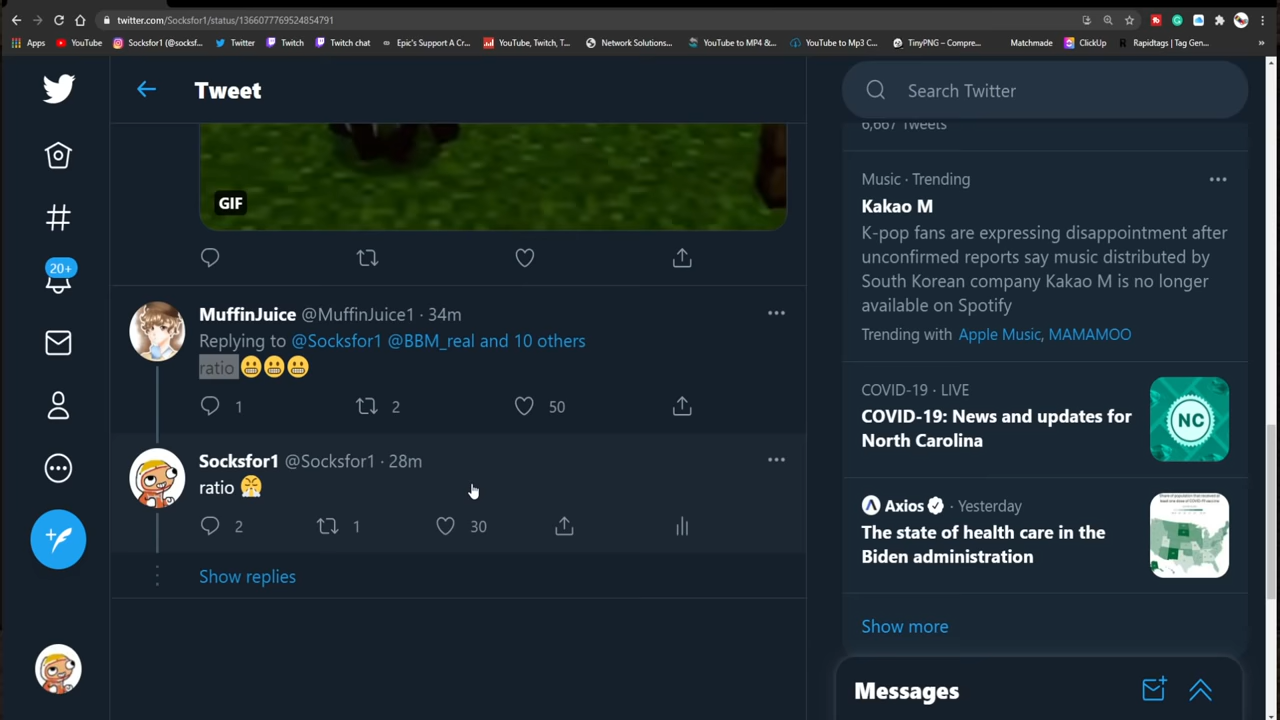 twitter.com/Socksfor1/status/1366077769524854791
Apps
YouTube
Socksfor1 (@socksf...
Twitter
Twitch
Twitch chat
Epic's Support A Cr...
YouTube, Twitch, T...
Network Solutions...
YouTube to MP4 &...
YouTube to Mp3 C...
TinyPNG – Compre...
Matchmade
ClickUp
Rapidtags | Tag Gen...
»
Tweet
Search Twitter
6,667 Tweets
GIF
Music · Trending
Kakao M
K-pop fans are expressing disappointment after
unconfirmed reports say music distributed by
South Korean company Kakao M is no longer
available on Spotify
Trending with Apple Music, MAMAMOO
20+
MuffinJuice @MuffinJuice1 · 34m
Replying to @Socksfor1 @BBM_real and 10 others
ratio 😬😬😬
1 2 50
COVID-19 · LIVE
COVID-19: News and updates for
North Carolina
NC
Socksfor1 @Socksfor1 · 28m
ratio 😤
2 1 30
Axios · Yesterday
The state of health care in the
Biden administration
Show replies
Show more
Messages